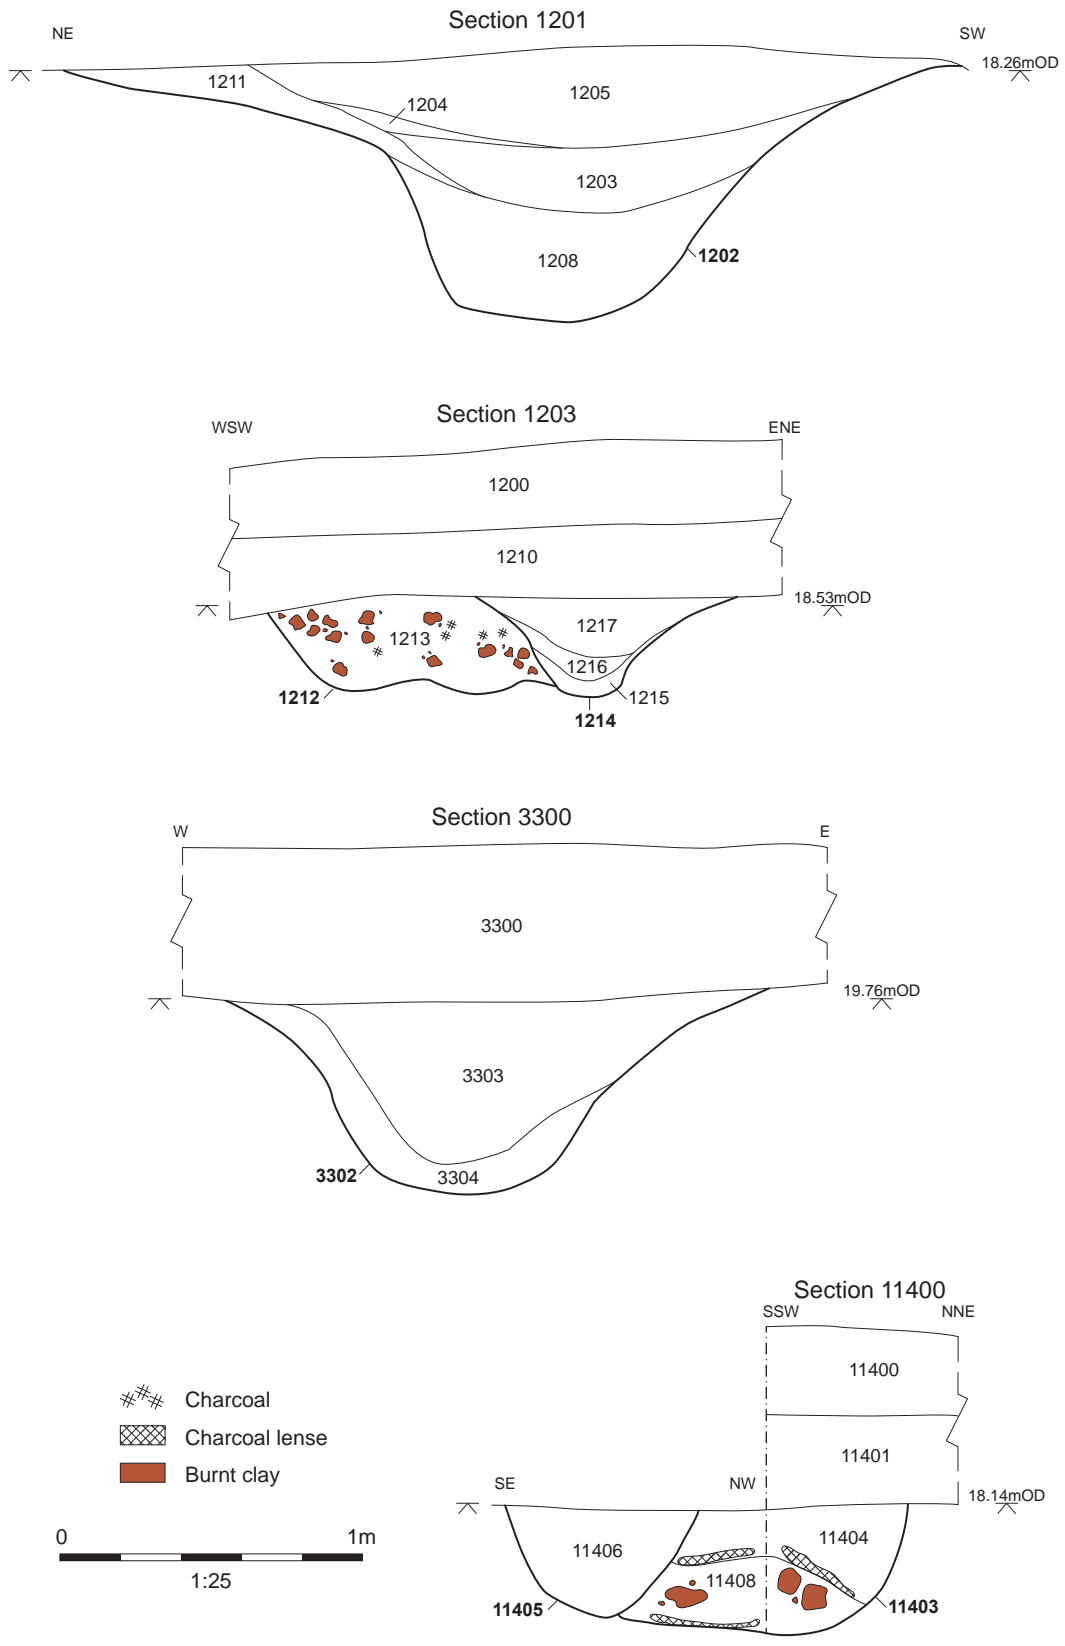 Section 1201
NE
SW
18.26mOD
1211
1204
1205
1203
1208
1202
Section 1203
WSW
ENE
1200
1210
18.53mOD
1213
1217
1216
1215
1212
1214
Section 3300
W
E
3300
19.76mOD
3303
3302
3304
Section 11400
SSW
NNE
11400
11401
SE
NW
18.14mOD
11406
11404
11408
11405
11403
Charcoal
Charcoal lense
Burnt clay
0
1m
1:25